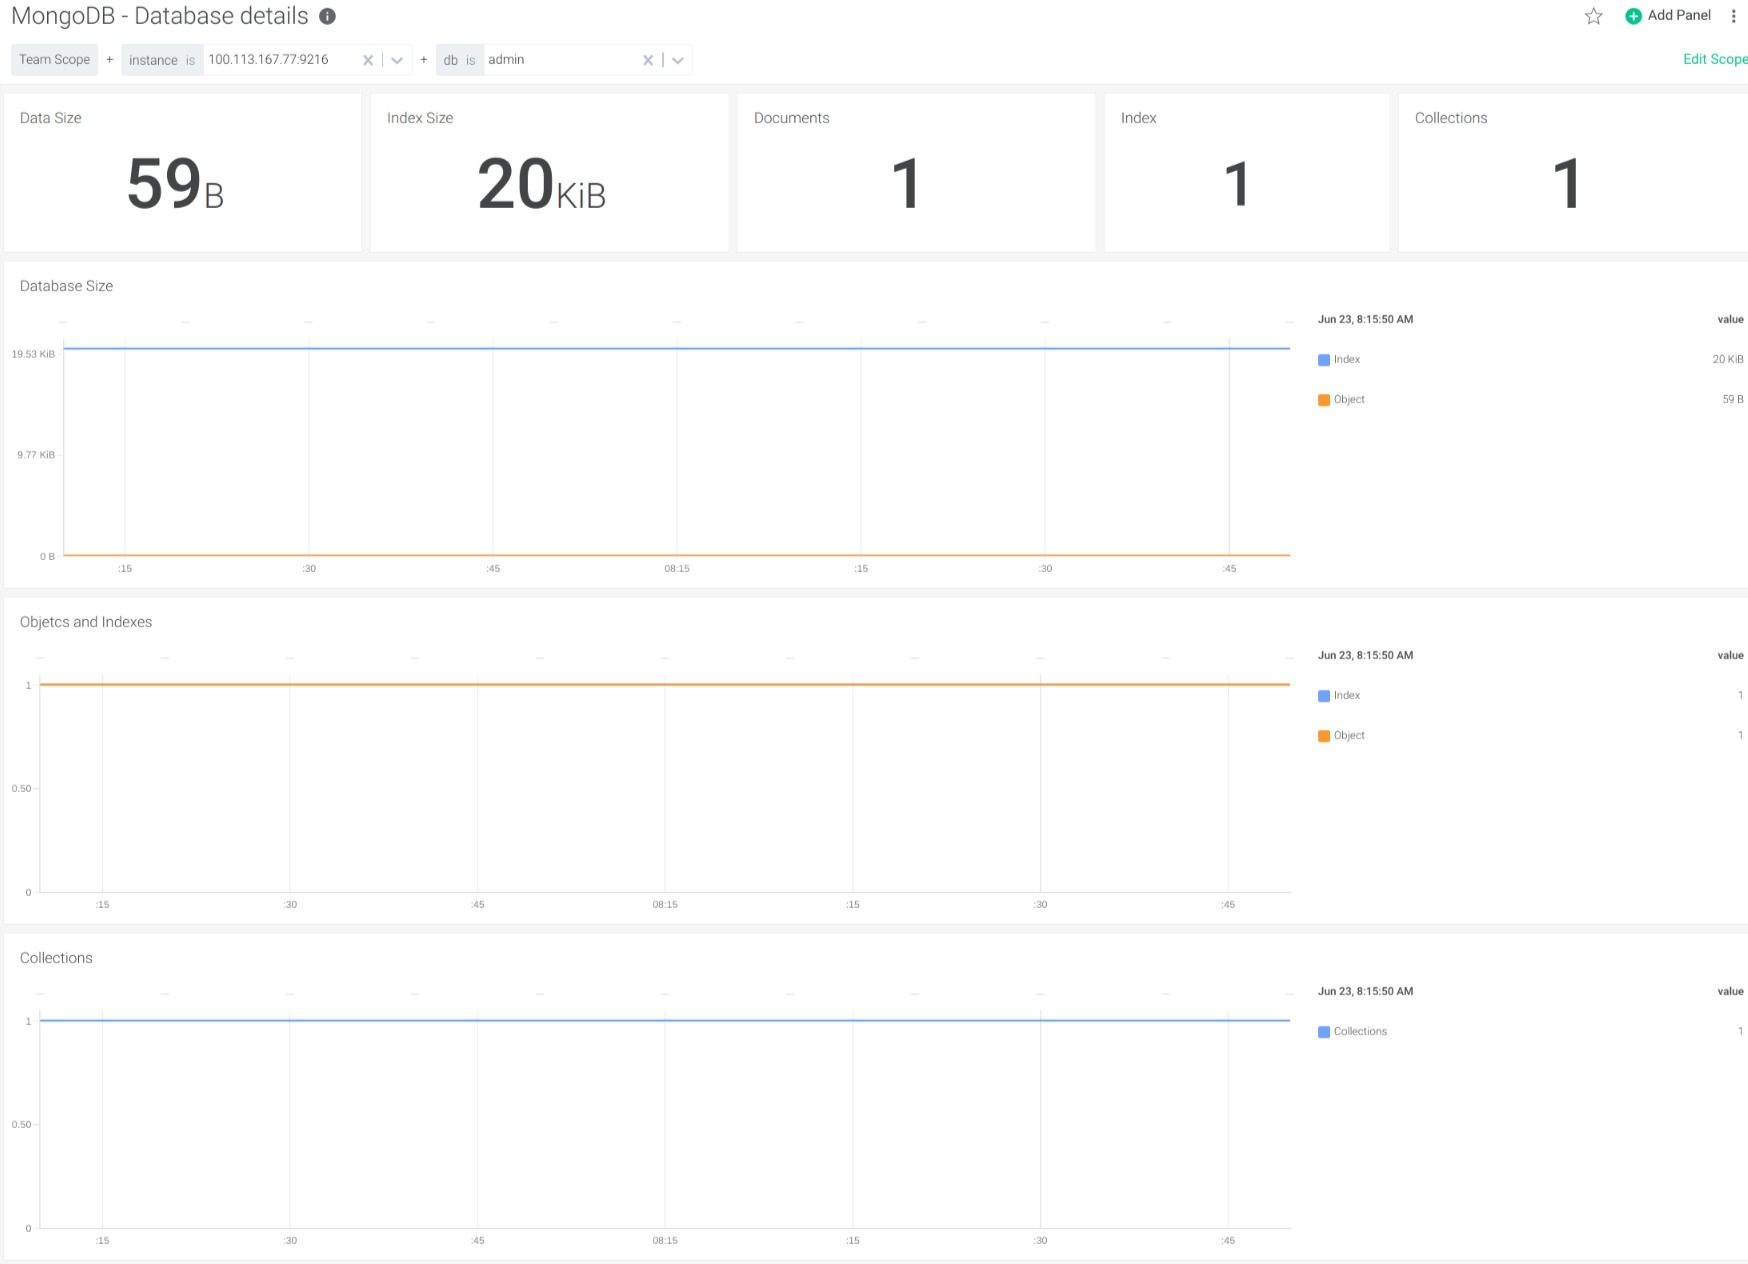 MongoDB - Database details
Add Panel
Team Scope + instance is 100.113.167.77:9216 + db is admin
Edit Scope
Data Size
59 B
Index Size
20 KiB
Documents
1
Index
1
Collections
1
Database Size
19.53 KiB
9.77 KiB
0 B
:15 :30 :45 08:15 :15 :30 :45
Jun 23, 8:15:50 AM value
Index 20 KiB
Object 59 B
Objetcs and Indexes
1
0.50
0
:15 :30 :45 08:15 :15 :30 :45
Jun 23, 8:15:50 AM value
Index 1
Object 1
Collections
1
0.50
0
:15 :30 :45 08:15 :15 :30 :45
Jun 23, 8:15:50 AM value
Collections 1